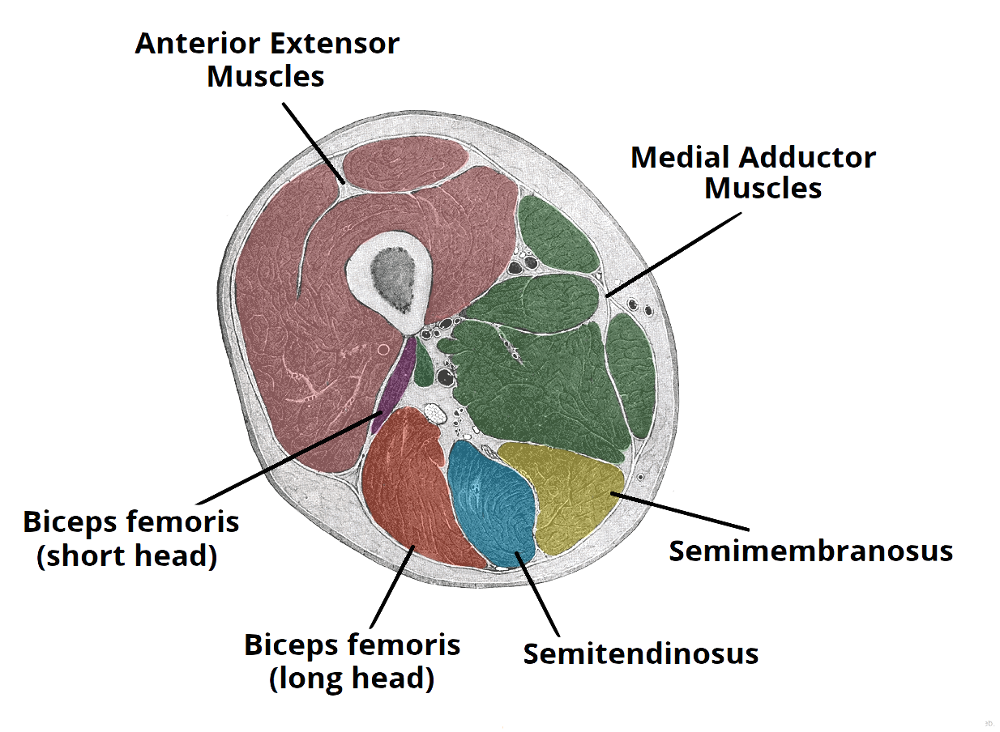 Anterior Extensor
Muscles
Medial Adductor
Muscles
Biceps femoris
(short head)
Semimembranosus
Biceps femoris
(long head)
Semitendinosus